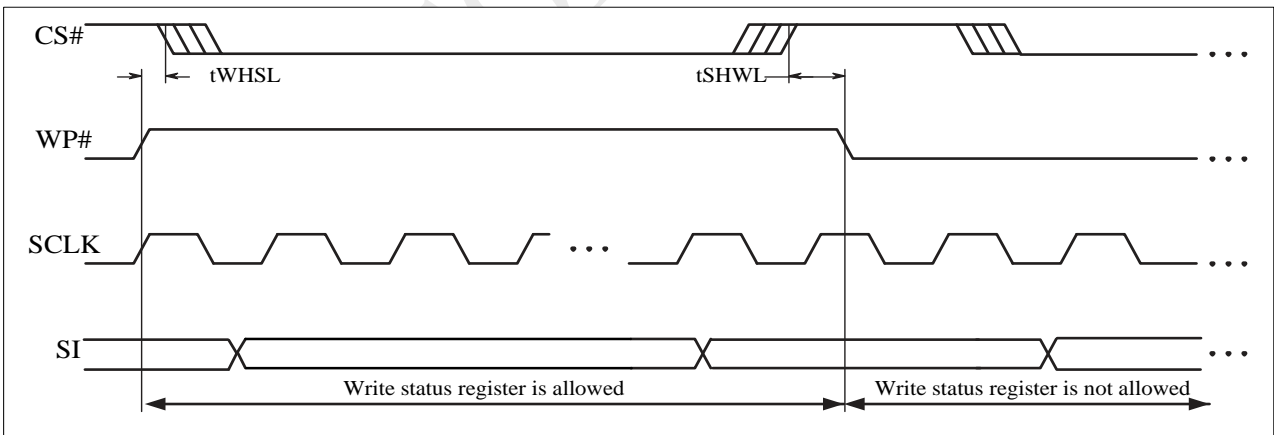 CS#
tWHSL
tSHWL
...
WP#
...
SCLK
...
...
SI
...
Write status register is allowed
Write status register is not allowed